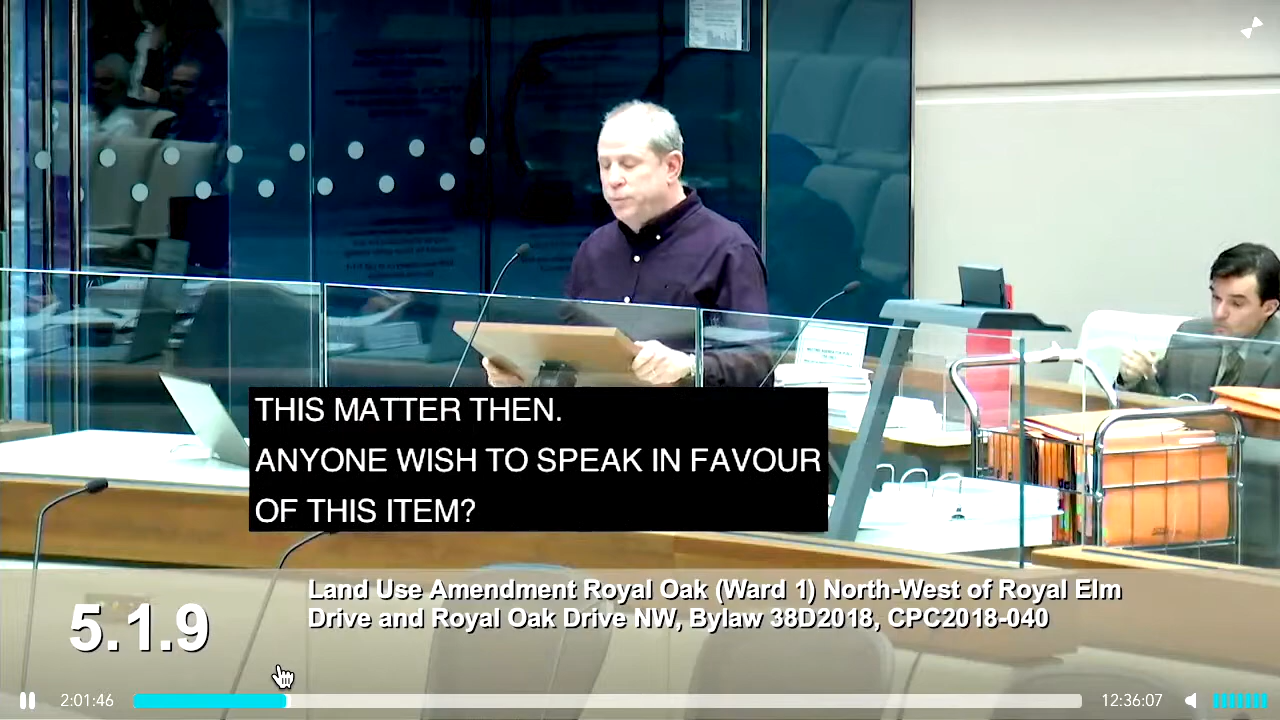 THIS MATTER THEN.
ANYONE WISH TO SPEAK IN FAVOUR
OF THIS ITEM?
5.1.9
Land Use Amendment Royal Oak (Ward 1) North-West of Royal Elm
Drive and Royal Oak Drive NW, Bylaw 38D2018, CPC2018-040
2:01:46
12:36:07